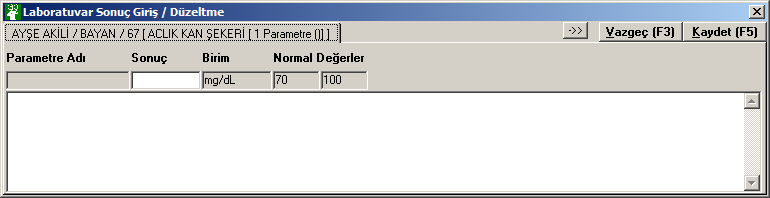 Laboratuvar Sonuç Giriş / Düzeltme
AYŞE AKİLİ / BAYAN / 67 [ ACLIK KAN ŞEKERİ [ 1 Parametre ()] ]
->>
Vazgeç (F3)
Kaydet (F5)
Parametre Adı Sonuç Birim Normal Değerler
mg/dL 70 100